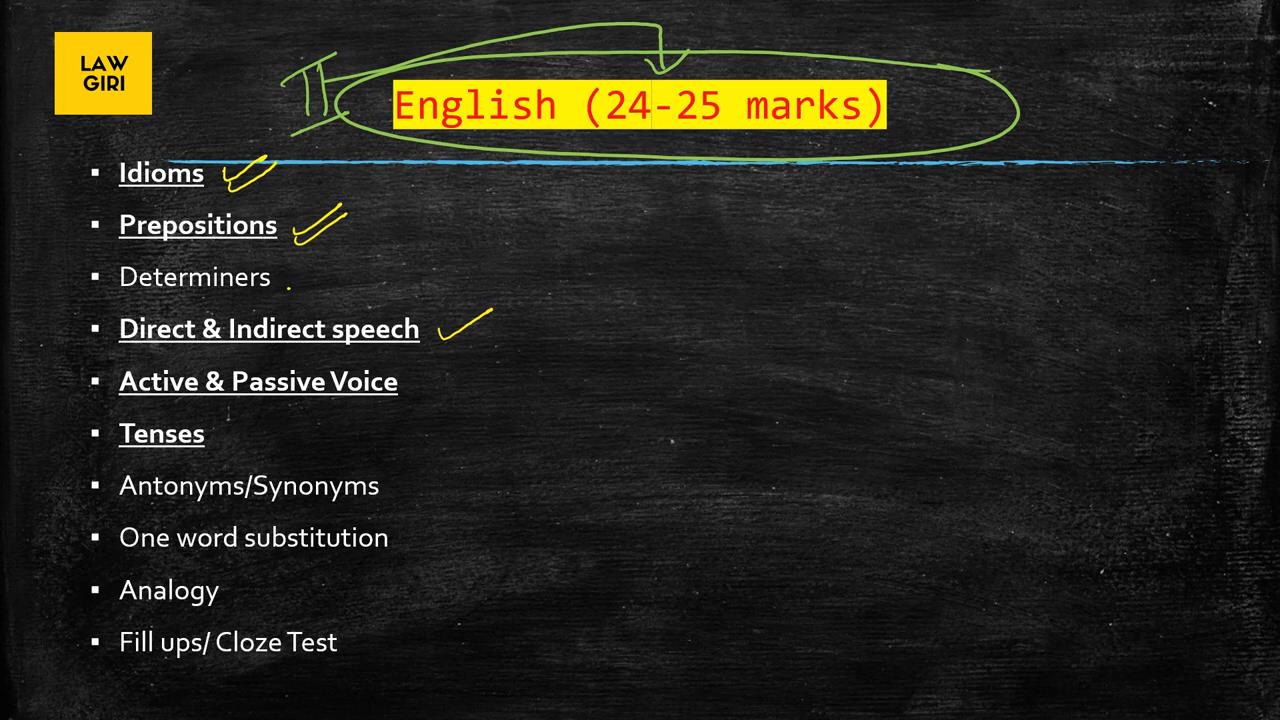 LAW
GIRI
II
English (24-25 marks)
▪ Idioms
▪ Prepositions
▪ Determiners
▪ Direct & Indirect speech
▪ Active & Passive Voice
▪ Tenses
▪ Antonyms/Synonyms
▪ One word substitution
▪ Analogy
▪ Fill ups/ Cloze Test